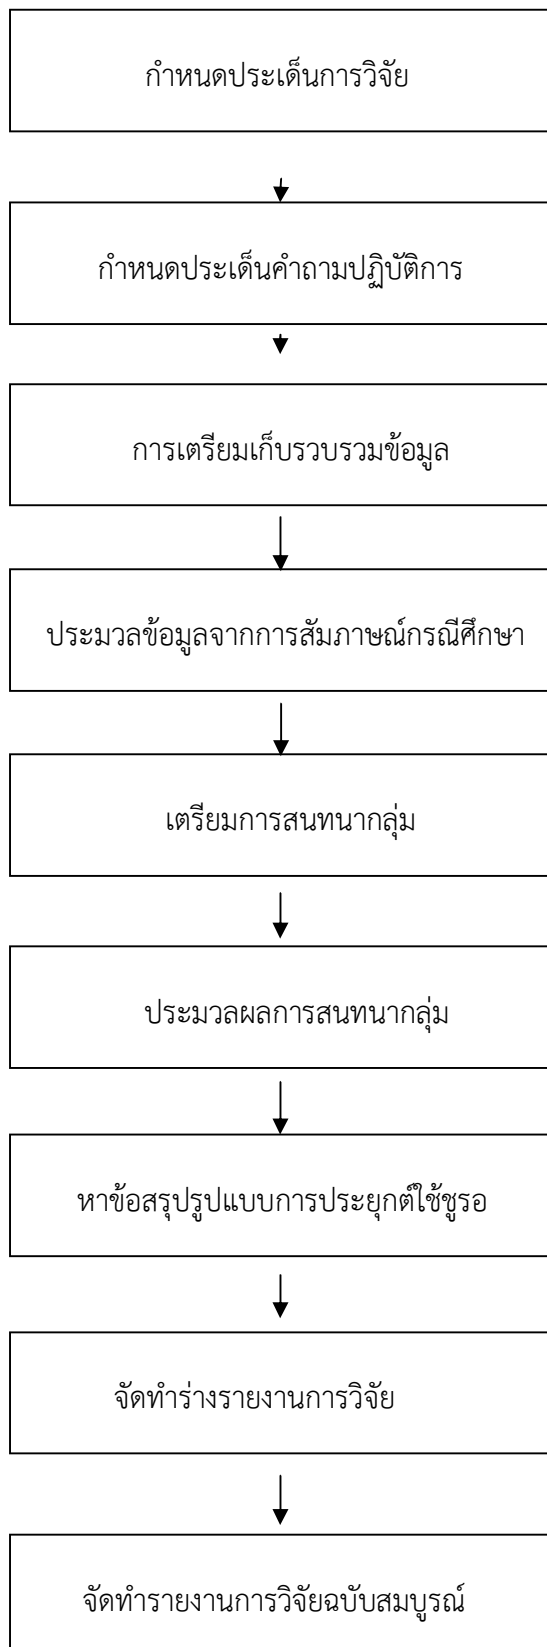 กำหนดประเด็นการวิจัย
กำหนดประเด็นคำถามปฏิบัติการ
การเตรียมเก็บรวบรวมข้อมูล
ประมวลข้อมูลจากการสัมภาษณ์กรณีศึกษา
เตรียมการสนทนากลุ่ม
ประมวลผลการสนทนากลุ่ม
หาข้อสรุปรูปแบบการประยุกต์ใช้ชูรอ
จัดทำร่างรายงานการวิจัย
จัดทำรายงานการวิจัยฉบับสมบูรณ์